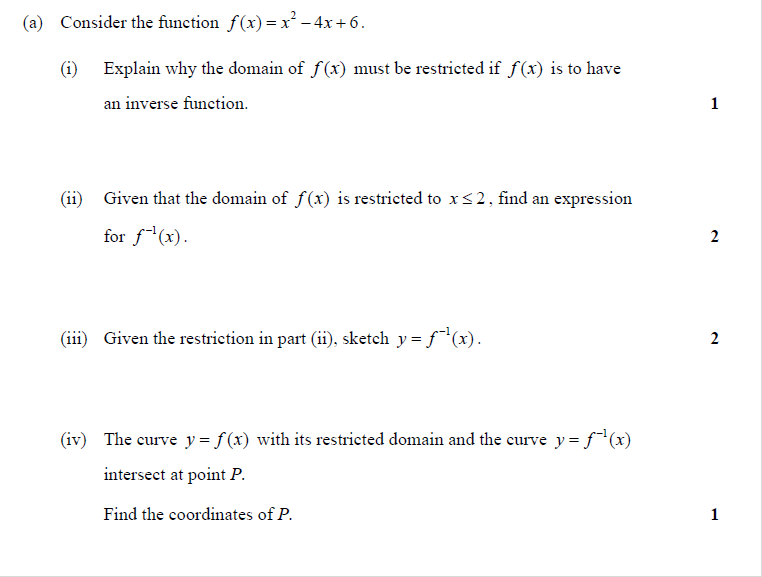 (a) Consider the function f(x) = x² − 4x + 6.
(i) Explain why the domain of f(x) must be restricted if f(x) is to have
an inverse function. 1
(ii) Given that the domain of f(x) is restricted to x ≤ 2, find an expression
for f⁻¹(x). 2
(iii) Given the restriction in part (ii), sketch y = f⁻¹(x). 2
(iv) The curve y = f(x) with its restricted domain and the curve y = f⁻¹(x)
intersect at point P.
Find the coordinates of P. 1